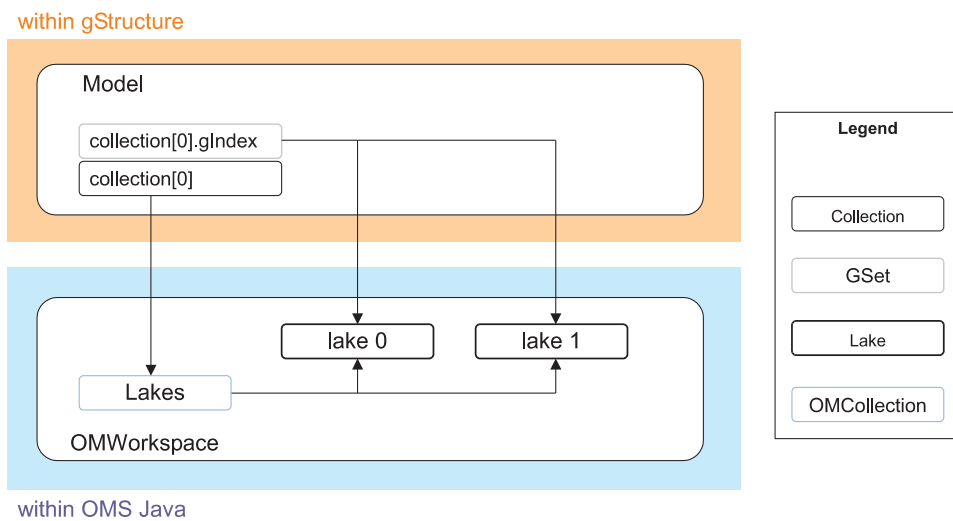 within gStructure
Model
collection[0].gIndex
collection[0]
lake 0
lake 1
Lakes
OMWorkspace
within OMS Java
Legend
Collection
GSet
Lake
OMCollection